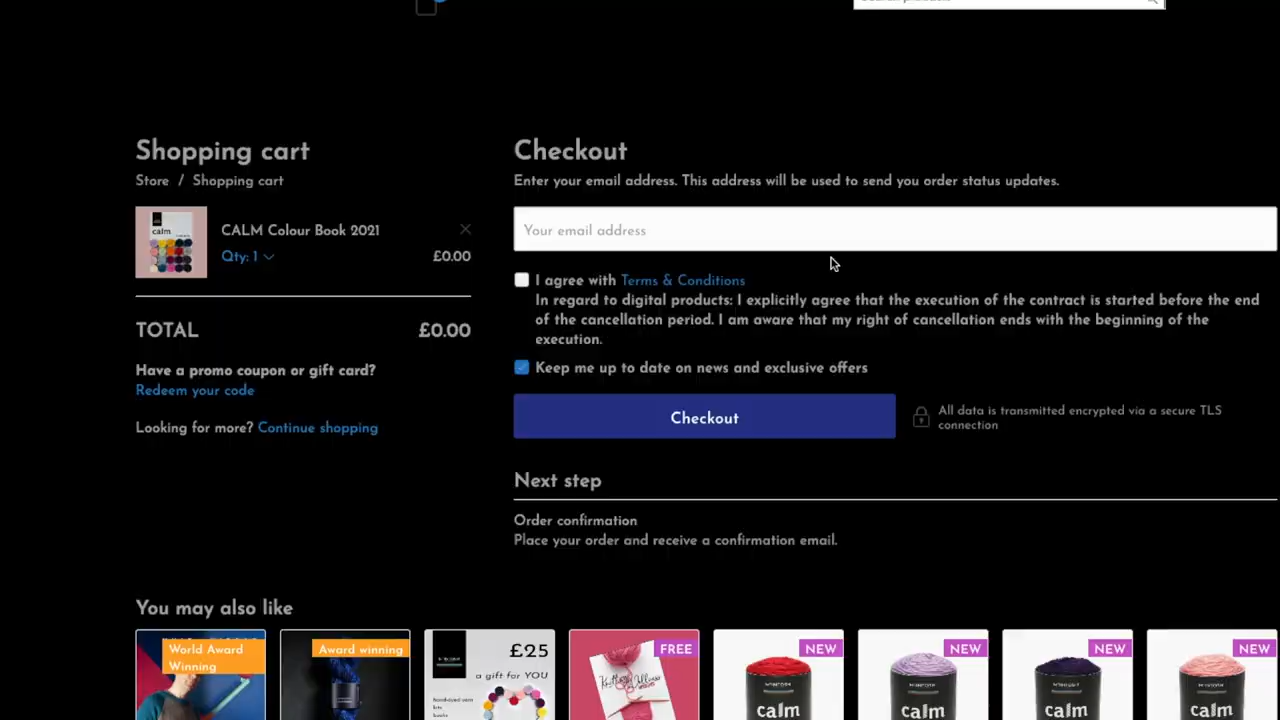 Shopping cart
Store / Shopping cart
calm
CALM Colour Book 2021
Qty: 1
£0.00
TOTAL
£0.00
Have a promo coupon or gift card?
Redeem your code
Looking for more? Continue shopping
Checkout
Enter your email address. This address will be used to send you order status updates.
Your email address
I agree with Terms & Conditions
In regard to digital products: I explicitly agree that the execution of the contract is started before the end
of the cancellation period. I am aware that my right of cancellation ends with the beginning of the
execution.
Keep me up to date on news and exclusive offers
Checkout
All data is transmitted encrypted via a secure TLS
connection
Next step
Order confirmation
Place your order and receive a confirmation email.
You may also like
World Award
Winning
Award winning
£25
a gift for YOU
FREE
NEW
calm
NEW
calm
NEW
calm
NEW
calm